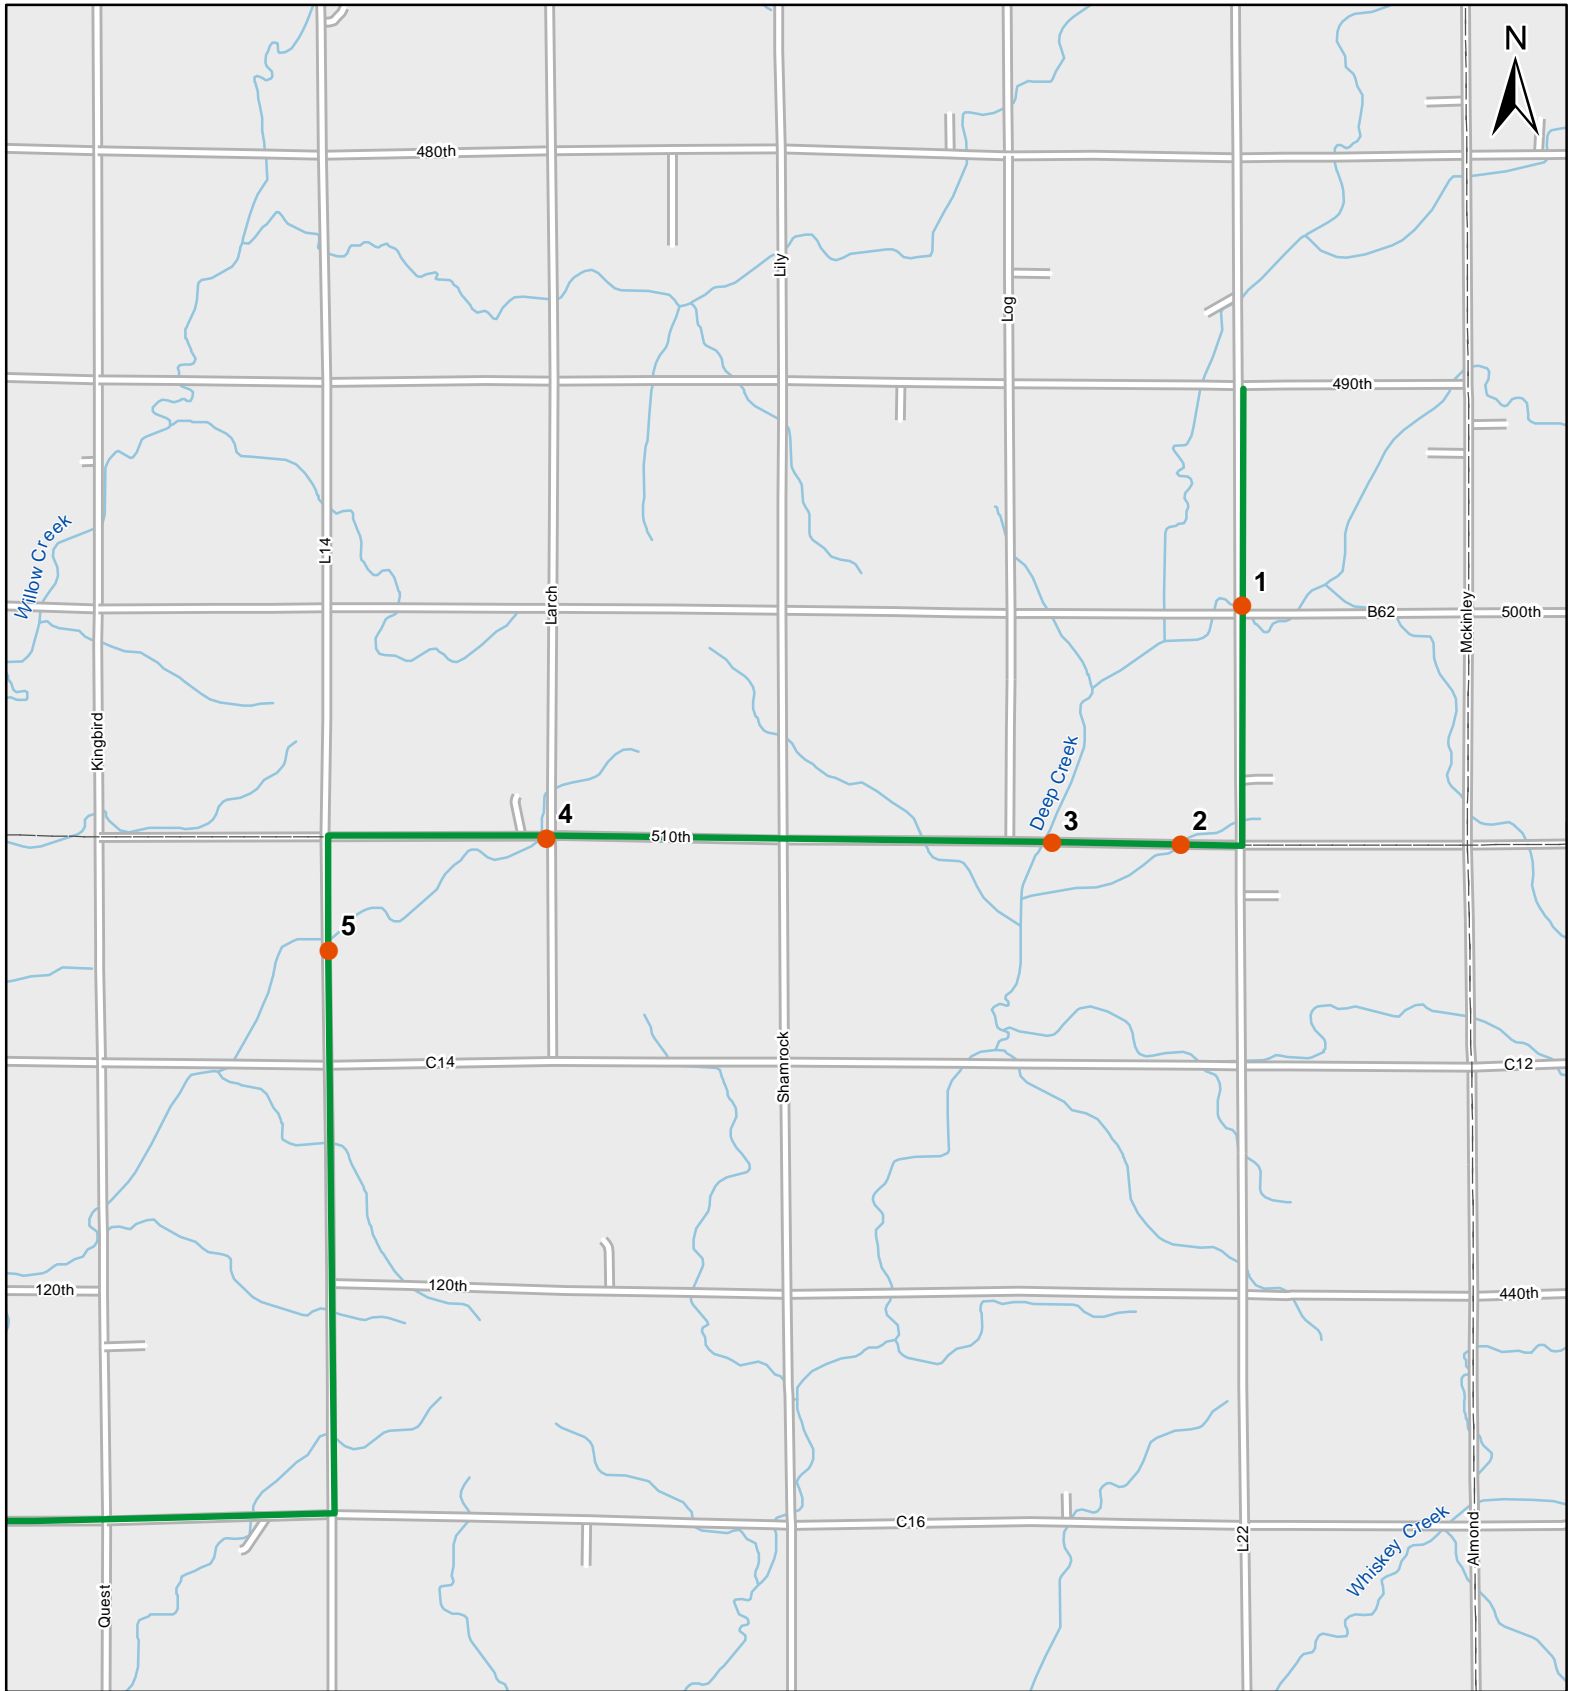 N
480th
Lily
Log
490th
L14
Willow Creek
Larch
1
B62
500th
Mckinley
Kingbird
Deep Creek
4
510th
3
2
5
C14
Shamrock
C12
120th
120th
440th
C16
L22
Whiskey Creek
Almond
Quest